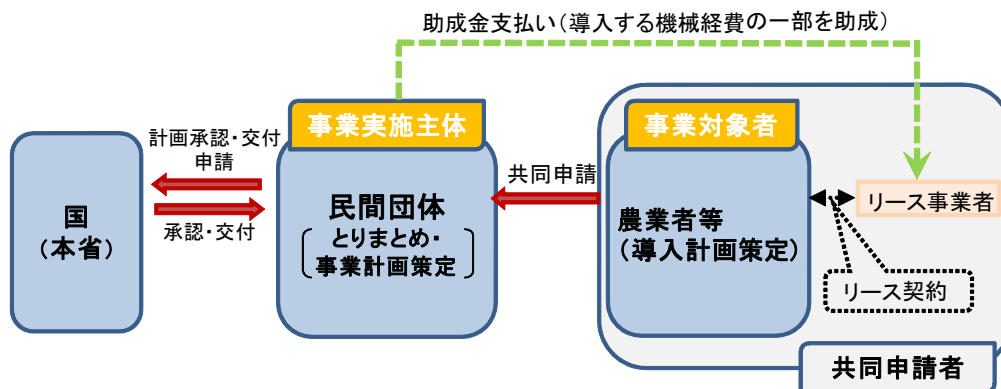 助成金支払い(導入する機械経費の一部を助成)
事業実施主体
事業対象者
計画承認・交付
申請
承認・交付
国
(本省)
民間団体
とりまとめ・
事業計画策定
共同申請
農業者等
(導入計画策定)
リース事業者
リース契約
共同申請者